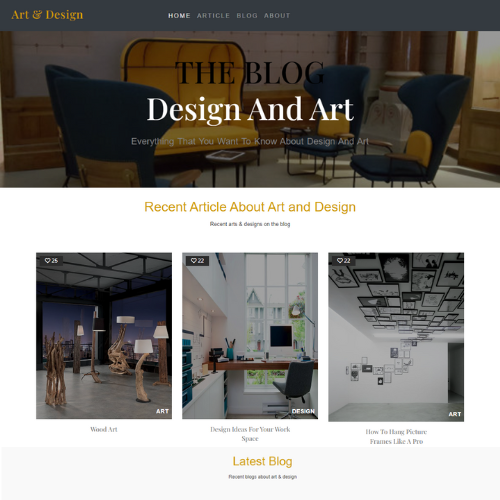 Art & Design
HOME ARTICLE BLOG ABOUT
THE BLOG
Design And Art
Everything That You Want To Know About Design And Art
Recent Article About Art and Design
Recent arts & designs on the blog
25
22
22
ART
DESIGN
ART
Wood Art
Design Ideas For Your Work
Space
How To Hang Picture
Frames Like A Pro
Latest Blog
Recent blogs about art & design